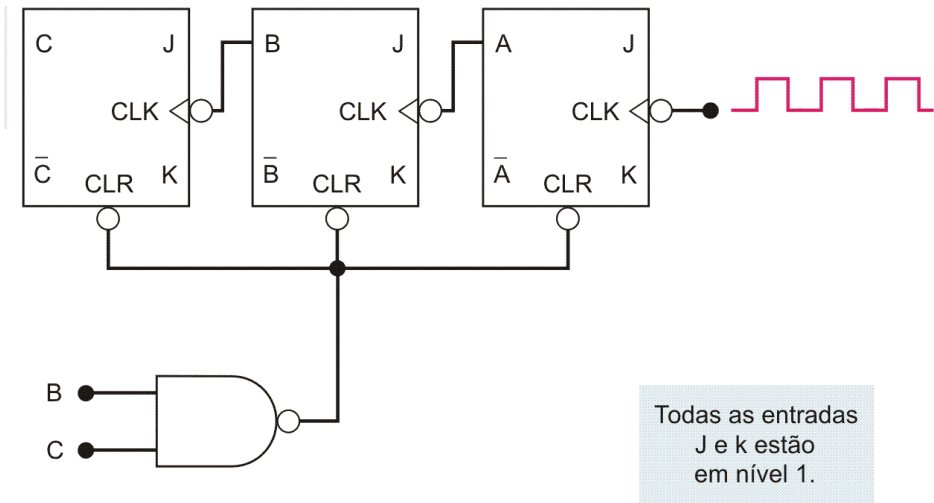 C J B J A J
CLK CLK CLK
C̅ K B̅ K A̅ K
CLR CLR CLR
B
C
Todas as entradas
J e k estão
em nível 1.